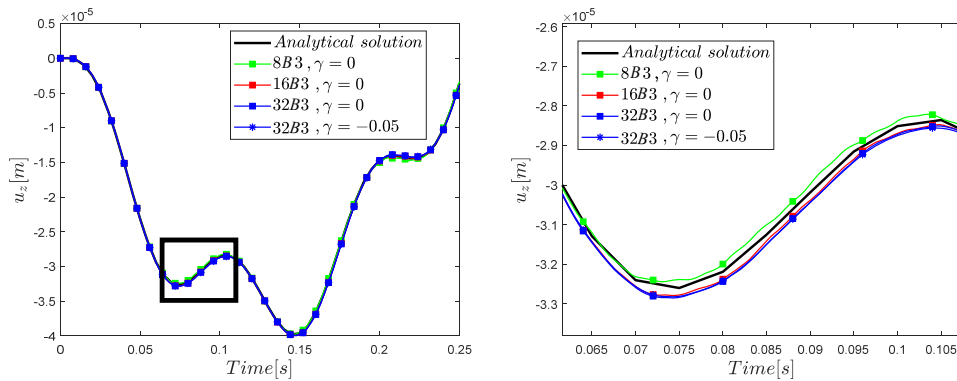 ×10⁻⁵
0.5
0
-0.5
-1
-1.5
-2
-2.5
-3
-3.5
-4
u_z[m]
0 0.05 0.1 0.15 0.2 0.25
Time[s]
Analytical solution
8B3 , γ = 0
16B3 , γ = 0
32B3 , γ = 0
32B3 , γ = −0.05
×10⁻⁵
-2.6
-2.7
-2.8
-2.9
-3
-3.1
-3.2
-3.3
u_z[m]
0.065 0.07 0.075 0.08 0.085 0.09 0.095 0.1 0.105
Time[s]
Analytical solution
8B3 , γ = 0
16B3 , γ = 0
32B3 , γ = 0
32B3 , γ = −0.05